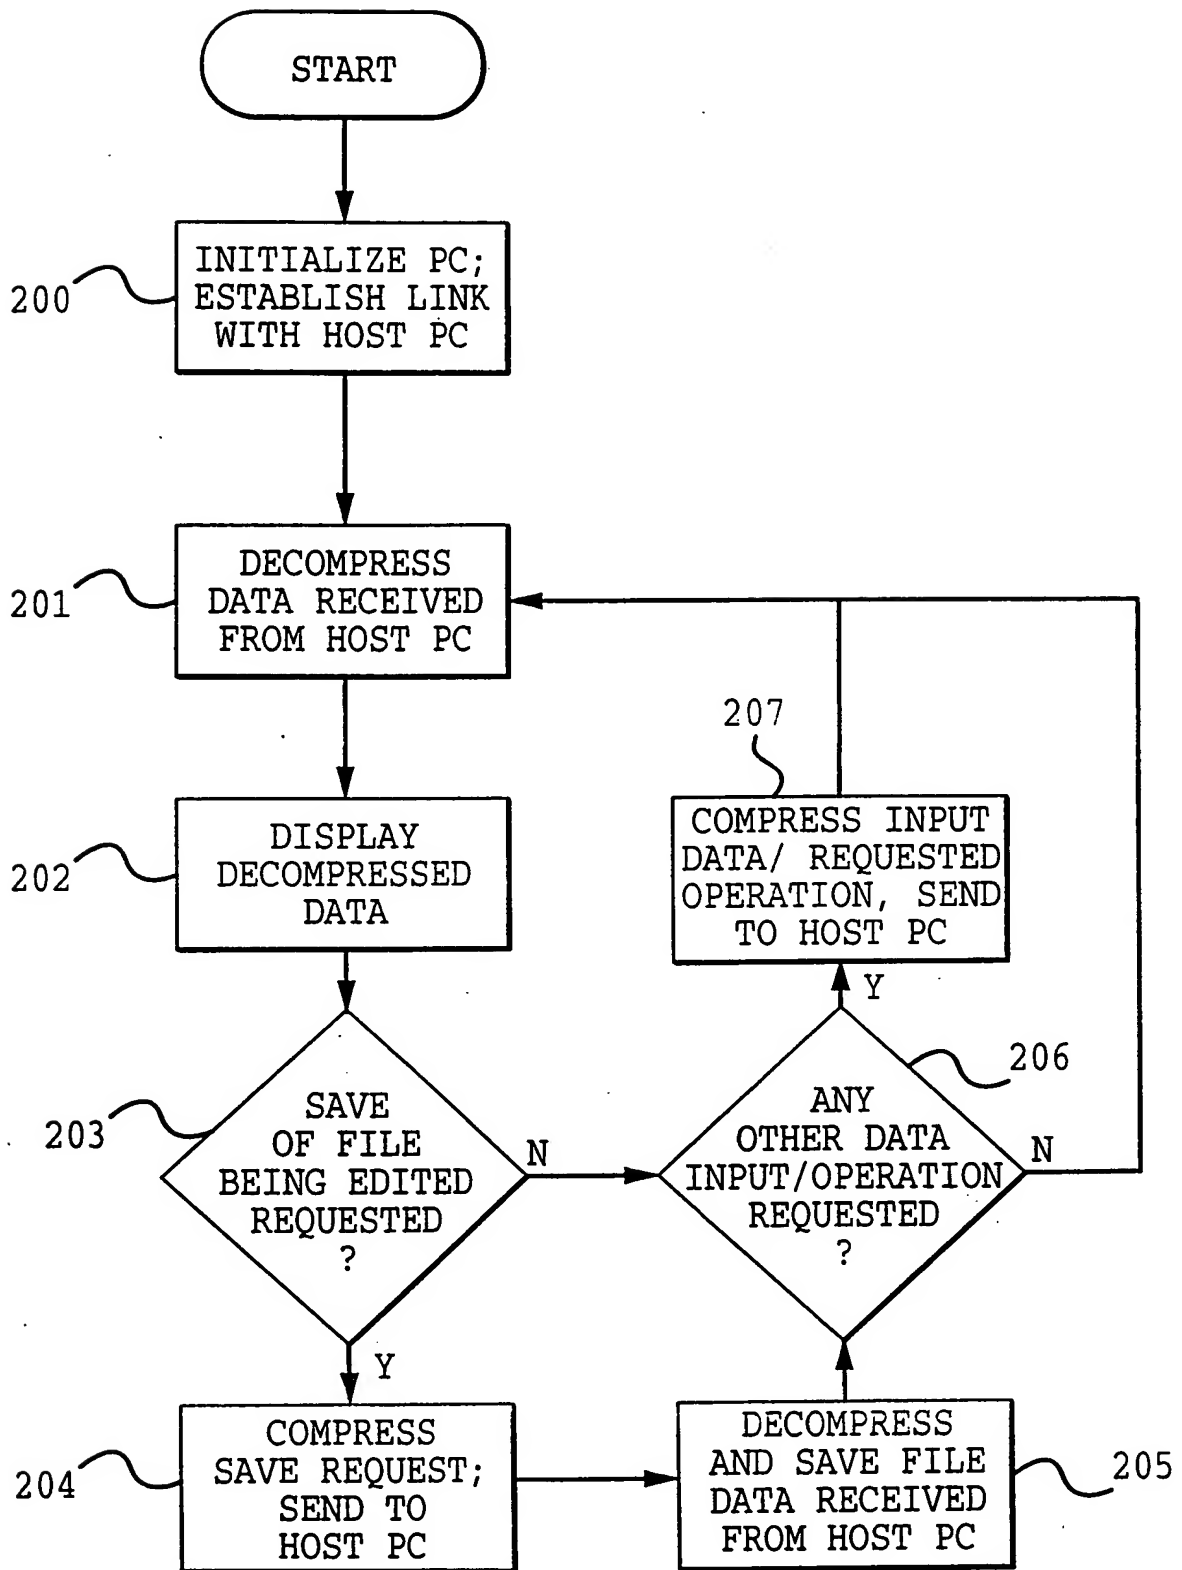 START
200
INITIALIZE PC;
ESTABLISH LINK
WITH HOST PC
201
DECOMPRESS
DATA RECEIVED
FROM HOST PC
202
DISPLAY
DECOMPRESSED
DATA
207
COMPRESS INPUT
DATA/ REQUESTED
OPERATION, SEND
TO HOST PC
Y
203
SAVE
OF FILE
BEING EDITED
REQUESTED
?
N
206
ANY
OTHER DATA
INPUT/OPERATION
REQUESTED
?
N
Y
204
COMPRESS
SAVE REQUEST;
SEND TO
HOST PC
205
DECOMPRESS
AND SAVE FILE
DATA RECEIVED
FROM HOST PC